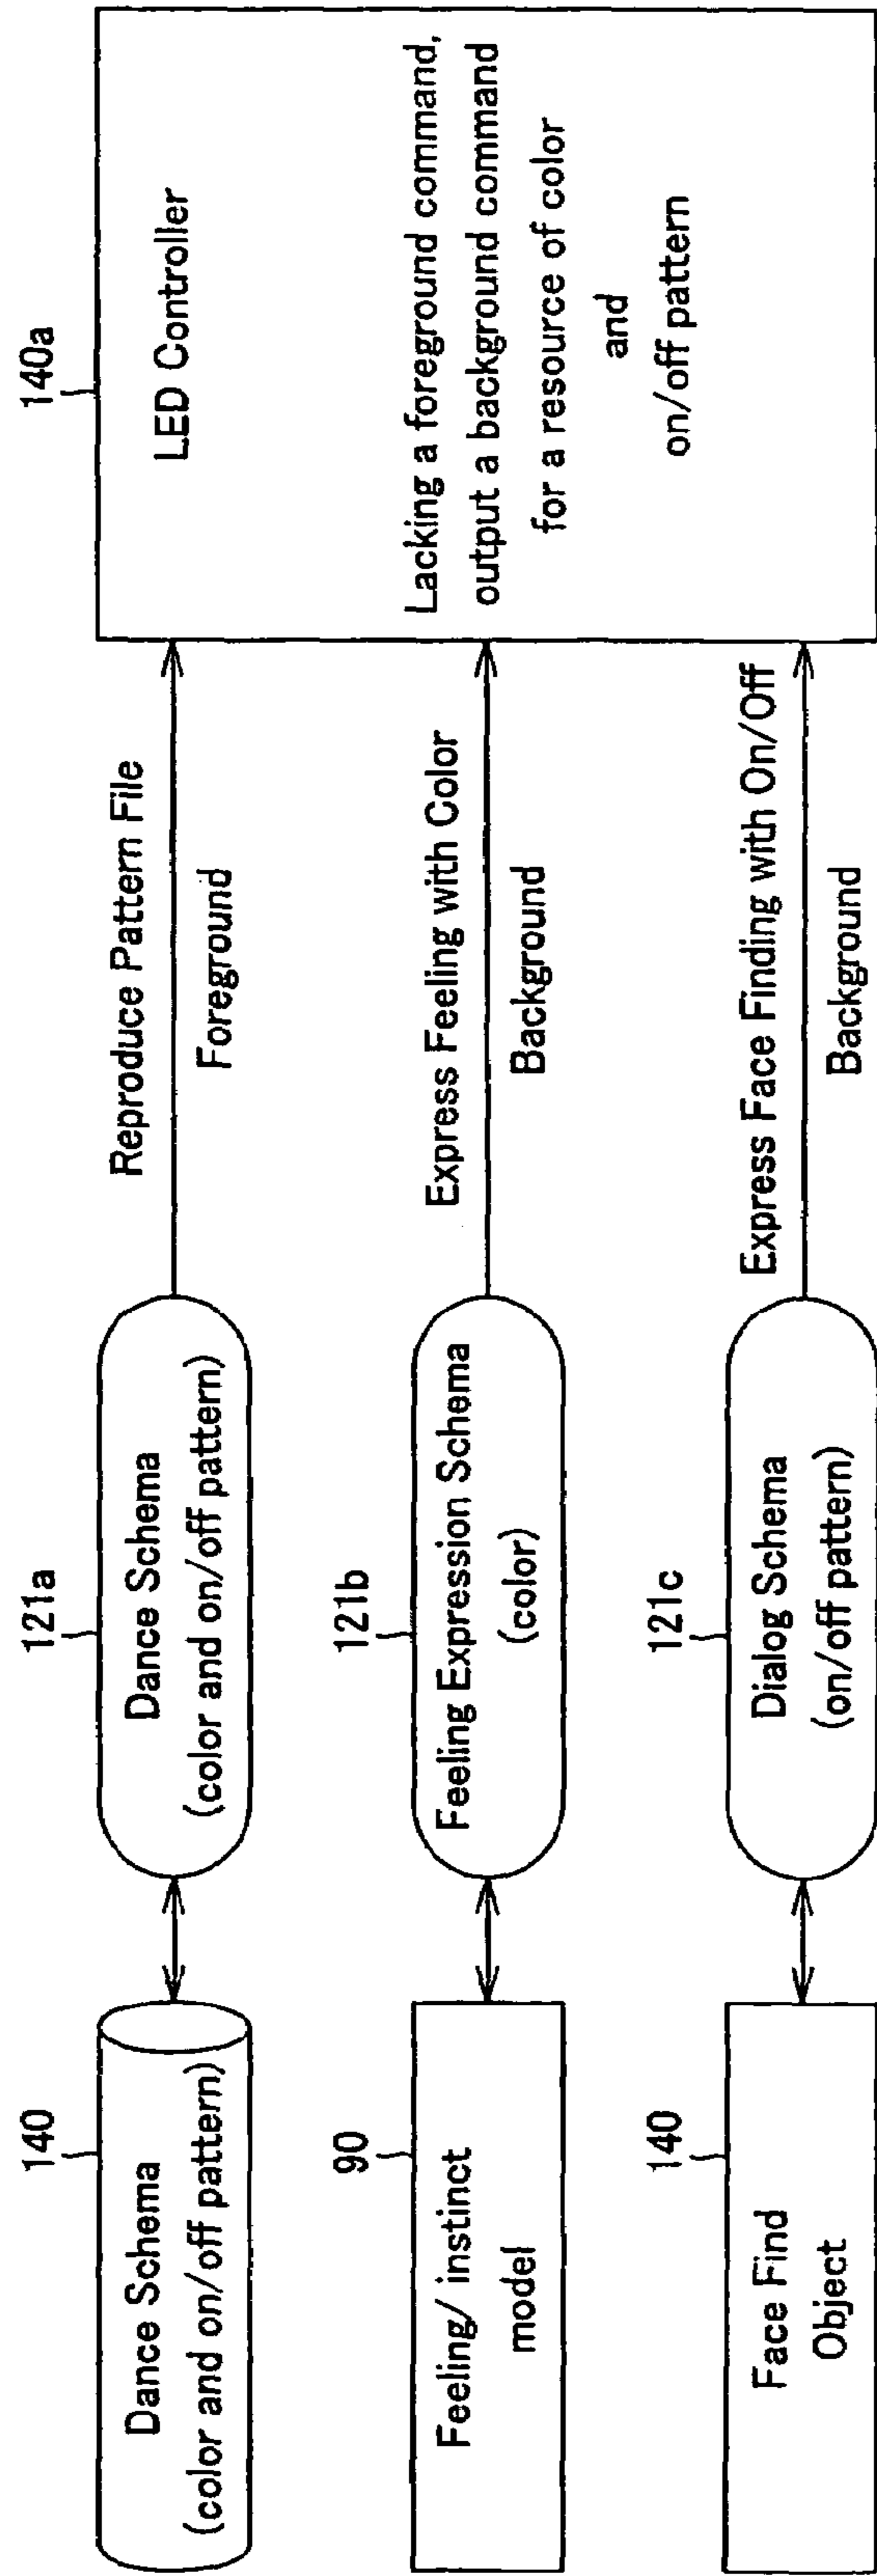 140
Dance Schema
(color and on/off pattern)
121a
Dance Schema
(color and on/off pattern)
Reproduce Pattern File
Foreground
90
Feeling/ instinct
model
121b
Feeling Expression Schema
(color)
Express Feeling with Color
Background
140
Face Find
Object
121c
Dialog Schema
(on/off pattern)
Express Face Finding with On/Off
Background
140a
LED Controller
Lacking a foreground command,
output a background command
for a resource of color
and
on/off pattern